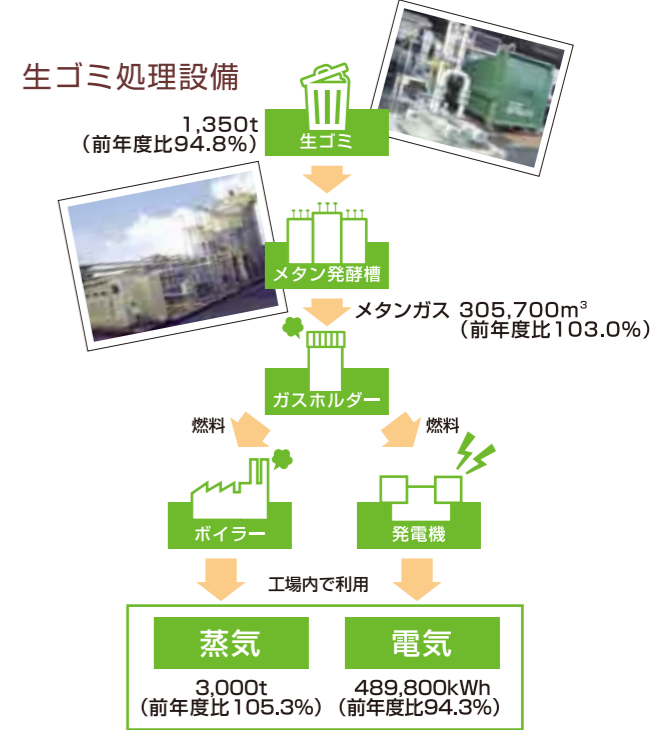 生ゴミ処理設備
1,350t
（前年度比94.8%）
生ゴミ
メタン発酵槽
メタンガス 305,700m³
（前年度比103.0%）
ガスホルダー
燃料
燃料
ボイラー
発電機
工場内で利用
蒸気
電気
3,000t
（前年度比105.3%）
489,800kWh
（前年度比94.3%）